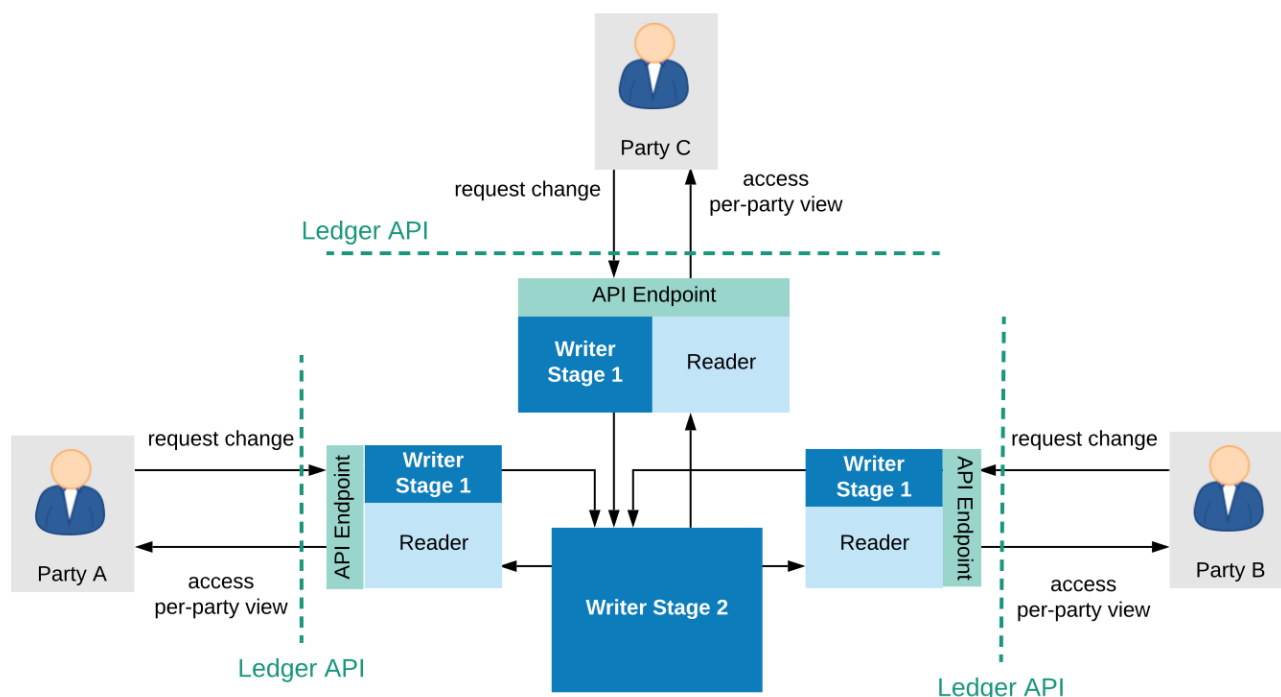 Party C
request change
access
per-party view
Ledger API
API Endpoint
Writer
Stage 1
Reader
request change
Party A
access
per-party view
Ledger API
API Endpoint
Writer
Stage 1
Reader
Writer Stage 2
Writer
Stage 1
Reader
API Endpoint
request change
Party B
access
per-party view
Ledger API